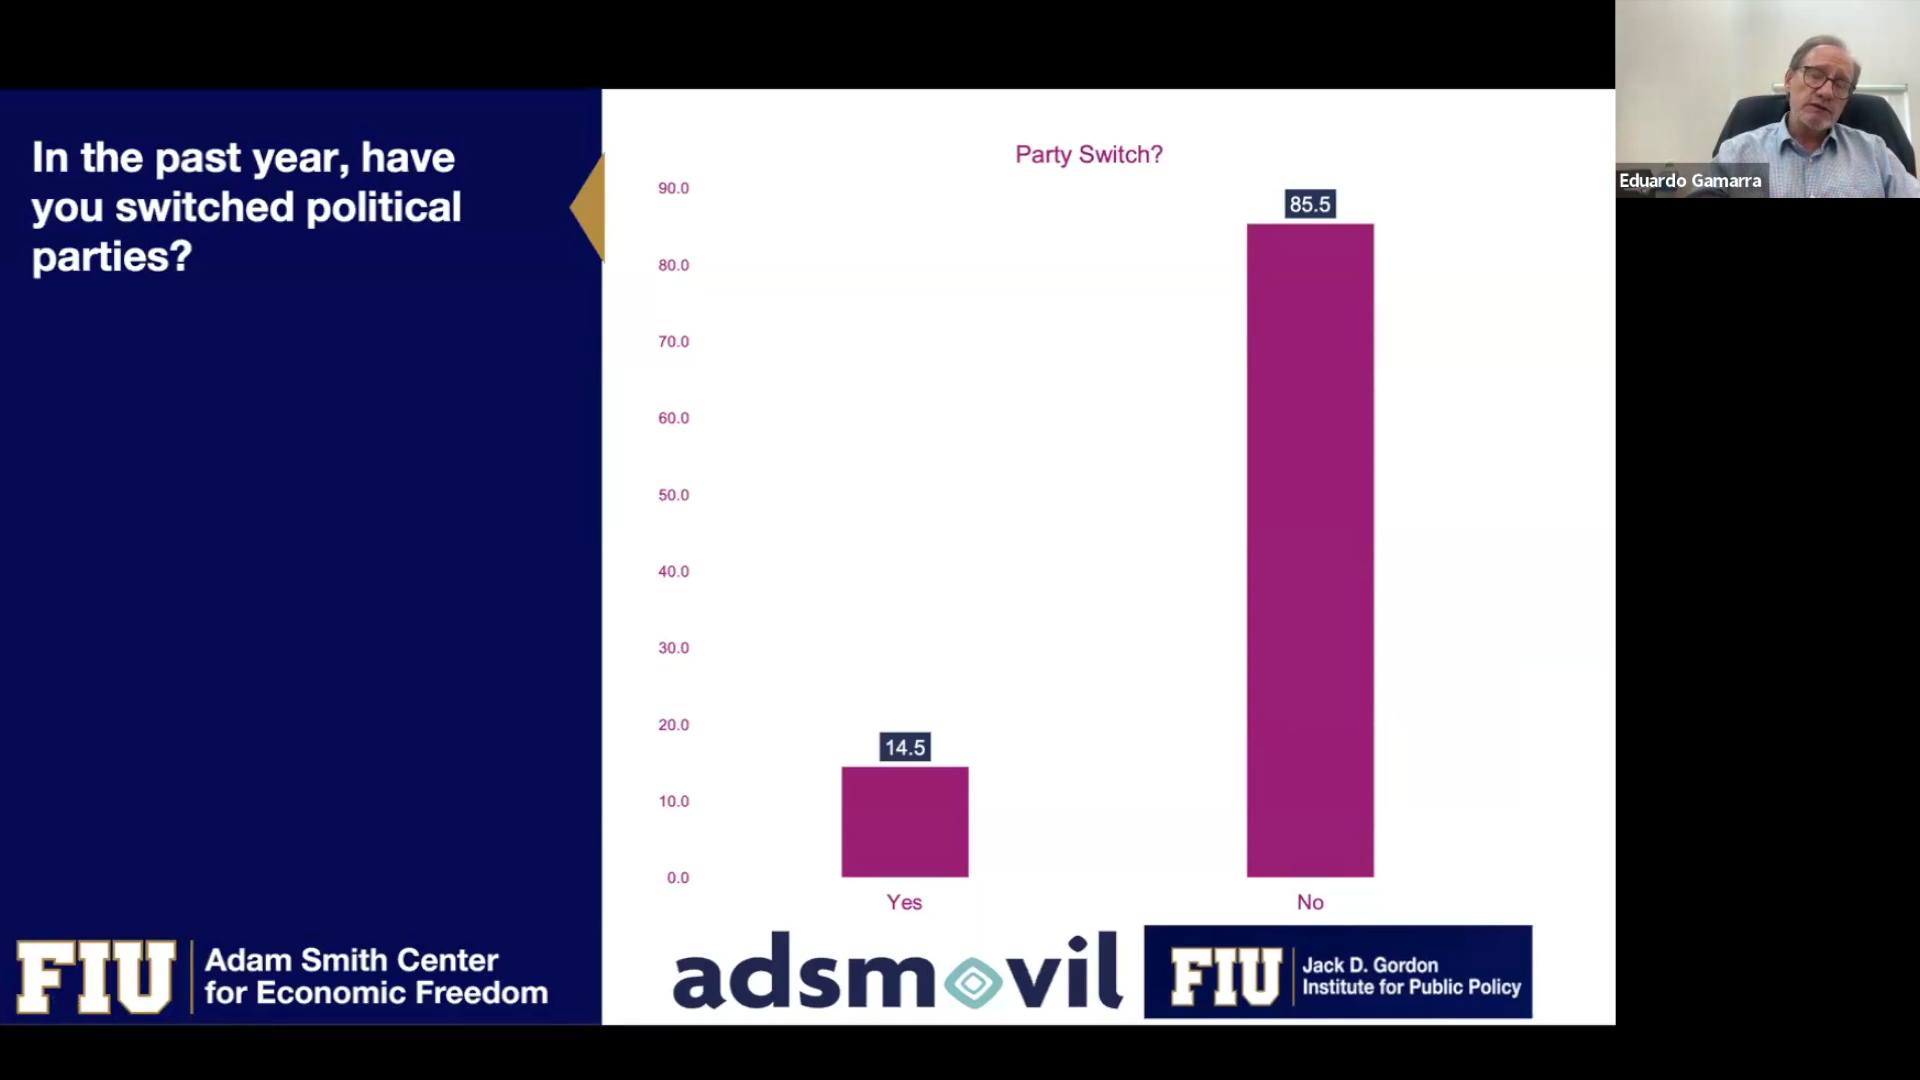 In the past year, have
you switched political
parties?
Party Switch?
90.0
80.0
70.0
60.0
50.0
40.0
30.0
20.0
10.0
0.0
85.5
14.5
Yes
No
FIU
Adam Smith Center
for Economic Freedom
adsmovil
FIU
Jack D. Gordon
Institute for Public Policy
Eduardo Gamarra